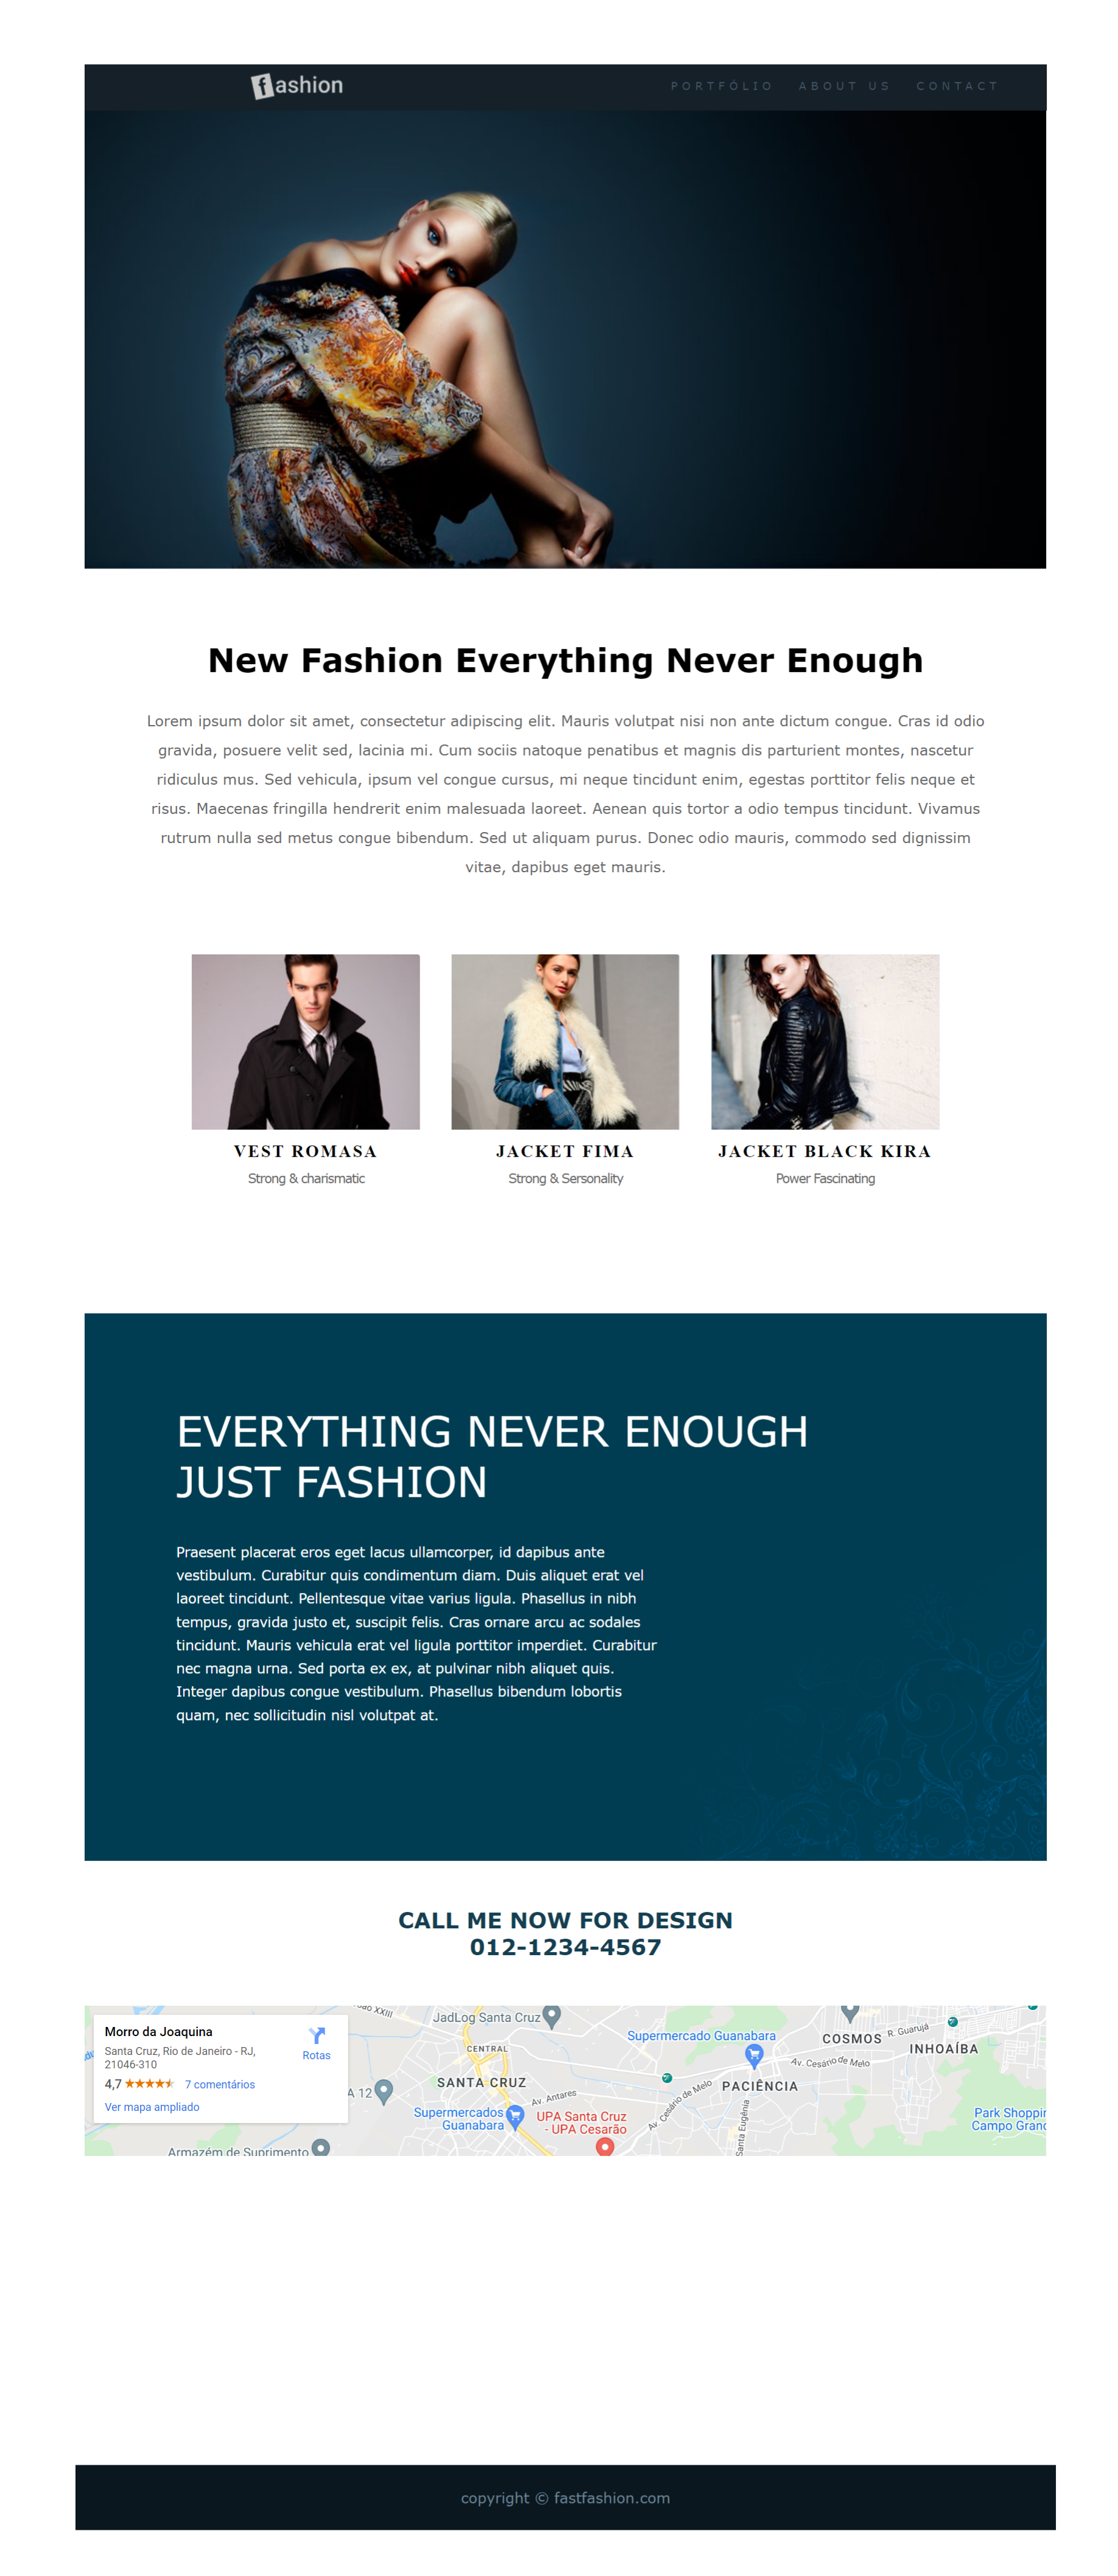 fashion
PORTFÓLIO ABOUT US CONTACT
New Fashion Everything Never Enough
Lorem ipsum dolor sit amet, consectetur adipiscing elit. Mauris volutpat nisi non ante dictum congue. Cras id odio
gravida, posuere velit sed, lacinia mi. Cum sociis natoque penatibus et magnis dis parturient montes, nascetur
ridiculus mus. Sed vehicula, ipsum vel congue cursus, mi neque tincidunt enim, egestas porttitor felis neque et
risus. Maecenas fringilla hendrerit enim malesuada laoreet. Aenean quis tortor a odio tempus tincidunt. Vivamus
rutrum nulla sed metus congue bibendum. Sed ut aliquam purus. Donec odio mauris, commodo sed dignissim
vitae, dapibus eget mauris.
VEST ROMASA
Strong & charismatic
JACKET FIMA
Strong & Sersonality
JACKET BLACK KIRA
Power Fascinating
EVERYTHING NEVER ENOUGH
JUST FASHION
Praesent placerat eros eget lacus ullamcorper, id dapibus ante
vestibulum. Curabitur quis condimentum diam. Duis aliquet erat vel
laoreet tincidunt. Pellentesque vitae varius ligula. Phasellus in nibh
tempus, gravida justo et, suscipit felis. Cras ornare arcu ac sodales
tincidunt. Mauris vehicula erat vel ligula porttitor imperdiet. Curabitur
nec magna urna. Sed porta ex ex, at pulvinar nibh aliquet quis.
Integer dapibus congue vestibulum. Phasellus bibendum lobortis
quam, nec sollicitudin nisl volutpat at.
CALL ME NOW FOR DESIGN
012-1234-4567
Morro da Joaquina
Santa Cruz, Rio de Janeiro - RJ,
21046-310
4,7
7 comentários
Ver mapa ampliado
Rotas
XXIII
JadLog Santa Cruz
CENTRAL
SANTA CRUZ
A 12
Av. Antares
Supermercados
Guanabara
UPA Santa Cruz
- UPA Cesarão
Armazém de Suprimento
Supermercado Guanabara
PACIÊNCIA
Av. Cesário de Melo
Av. Cesário de Melo
Santa Eugênia
COSMOS
R. Guarujá
INHOAÍBA
Park Shoppin
Campo Grand
copyright © fastfashion.com